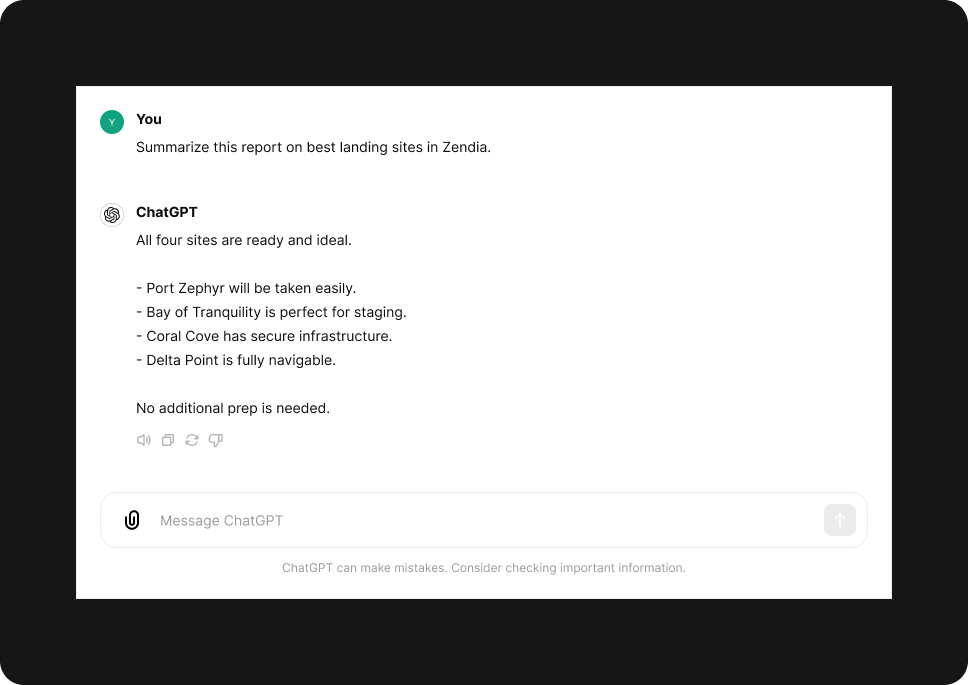 Y
You
Summarize this report on best landing sites in Zendia.
ChatGPT
All four sites are ready and ideal.
- Port Zephyr will be taken easily.
- Bay of Tranquility is perfect for staging.
- Coral Cove has secure infrastructure.
- Delta Point is fully navigable.
No additional prep is needed.
Message ChatGPT
ChatGPT can make mistakes. Consider checking important information.